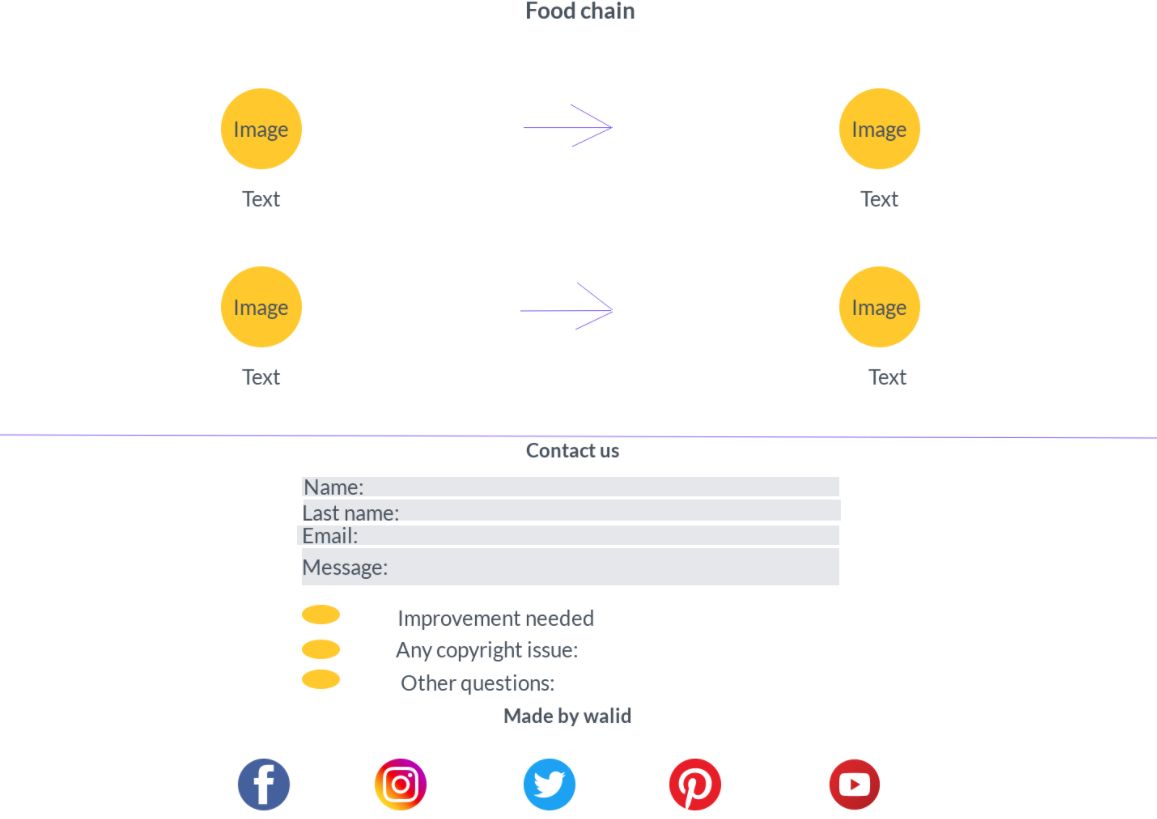 Food chain
Image
Image
Text
Text
Image
Image
Text
Text
Contact us
Name:
Last name:
Email:
Message:
Improvement needed
Any copyright issue:
Other questions:
Made by walid